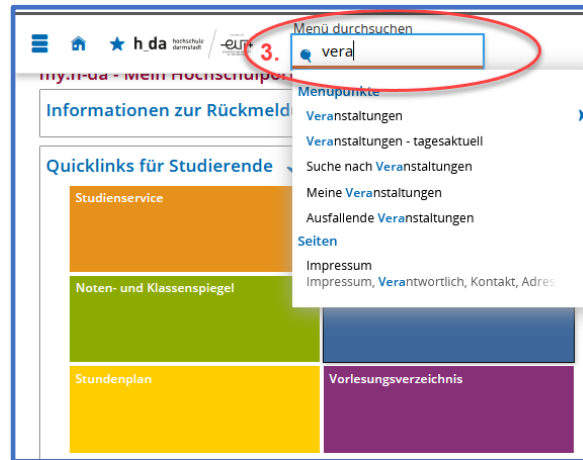 Menü durchsuchen
h_da hochschule darmstadt eut+
3. vera
my.h-da - Mein Hochschulpor
Menüpunkte
Informationen zur Rückmeld
Veranstaltungen
Veranstaltungen - tagesaktuell
Quicklinks für Studierende
Suche nach Veranstaltungen
Meine Veranstaltungen
Studienservice
Ausfallende Veranstaltungen
Seiten
Impressum
Impressum, Verantwortlich, Kontakt, Adres
Noten- und Klassenspiegel
Stundenplan
Vorlesungsverzeichnis